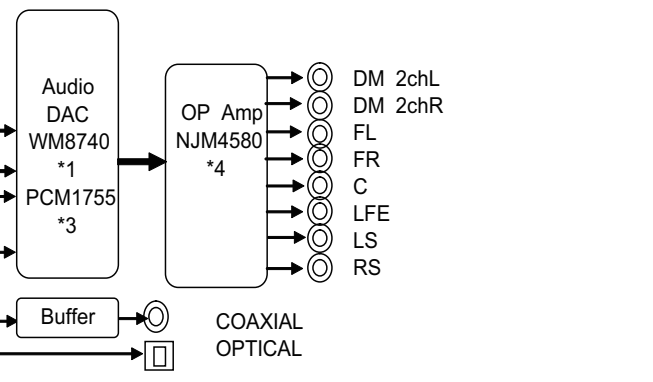 Audio
DAC
WM8740
*1
PCM1755
*3
OP Amp
NJM4580
*4
DM 2chL
DM 2chR
FL
FR
C
LFE
LS
RS
Buffer
COAXIAL
OPTICAL